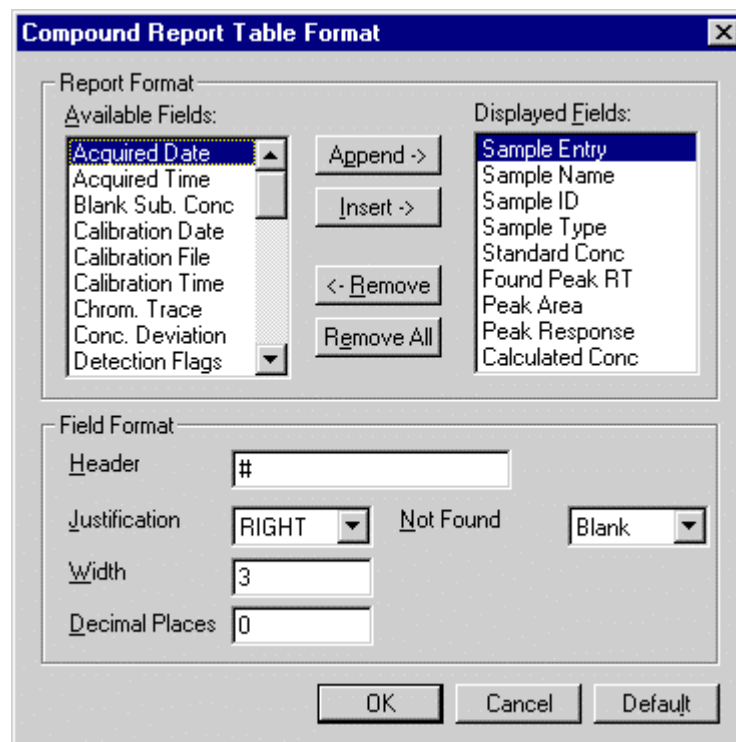 Compound Report Table Format
Report Format
Available Fields:
Acquired Date
Acquired Time
Blank Sub. Conc
Calibration Date
Calibration File
Calibration Time
Chrom. Trace
Conc. Deviation
Detection Flags
Append ->
Insert ->
<- Remove
Remove All
Displayed Fields:
Sample Entry
Sample Name
Sample ID
Sample Type
Standard Conc
Found Peak RT
Peak Area
Peak Response
Calculated Conc
Field Format
Header #
Justification RIGHT Not Found Blank
Width 3
Decimal Places 0
OK Cancel Default